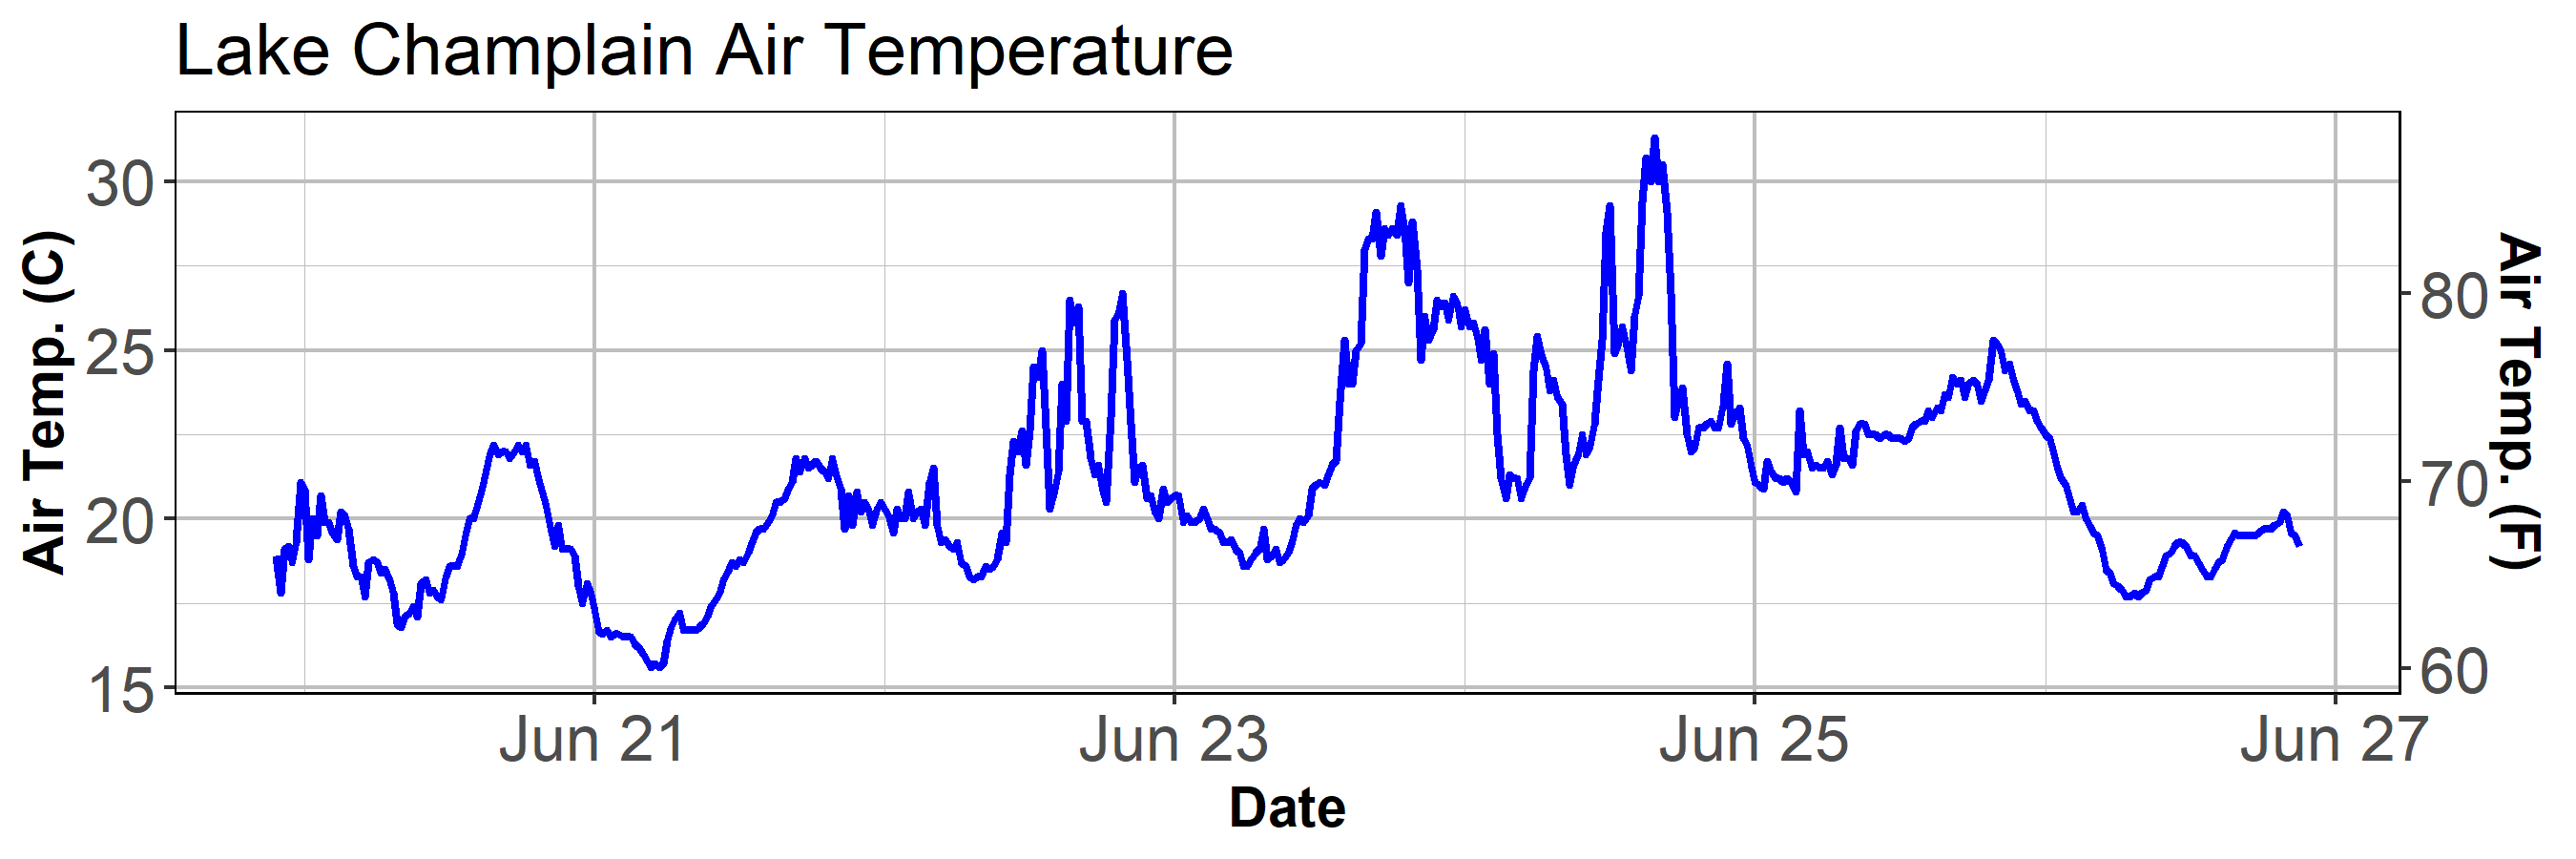 Lake Champlain Air Temperature
Air Temp. (C)
30
25
20
15
80
70
60
Air Temp. (F)
Jun 21
Jun 23
Jun 25
Jun 27
Date